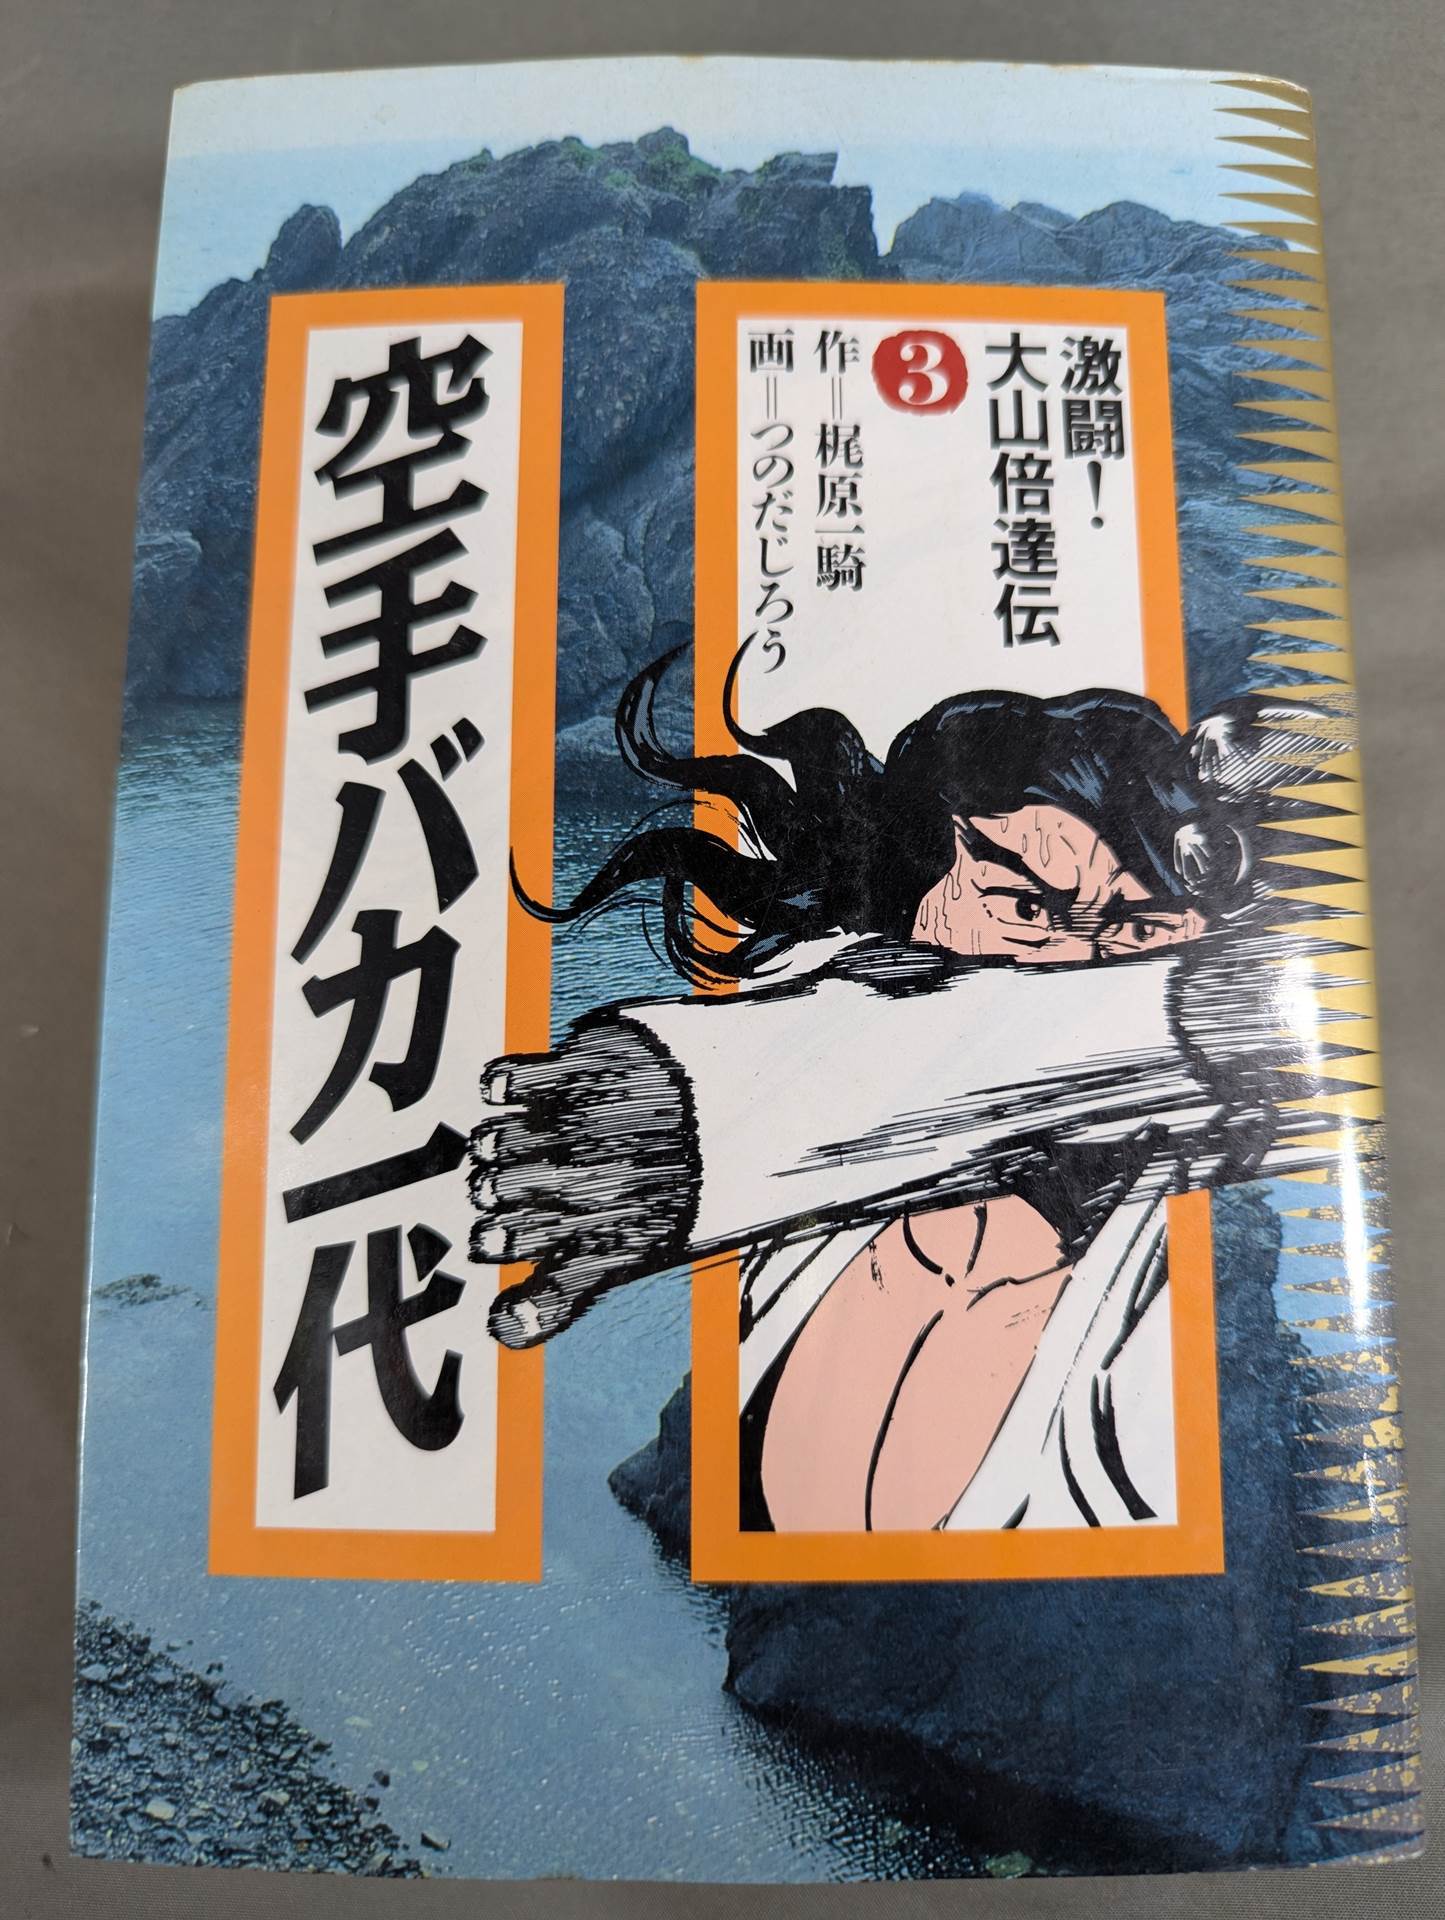 激闘！
大山倍達伝
3
作＝梶原一騎
画＝つのだじろう
空手バカ一代